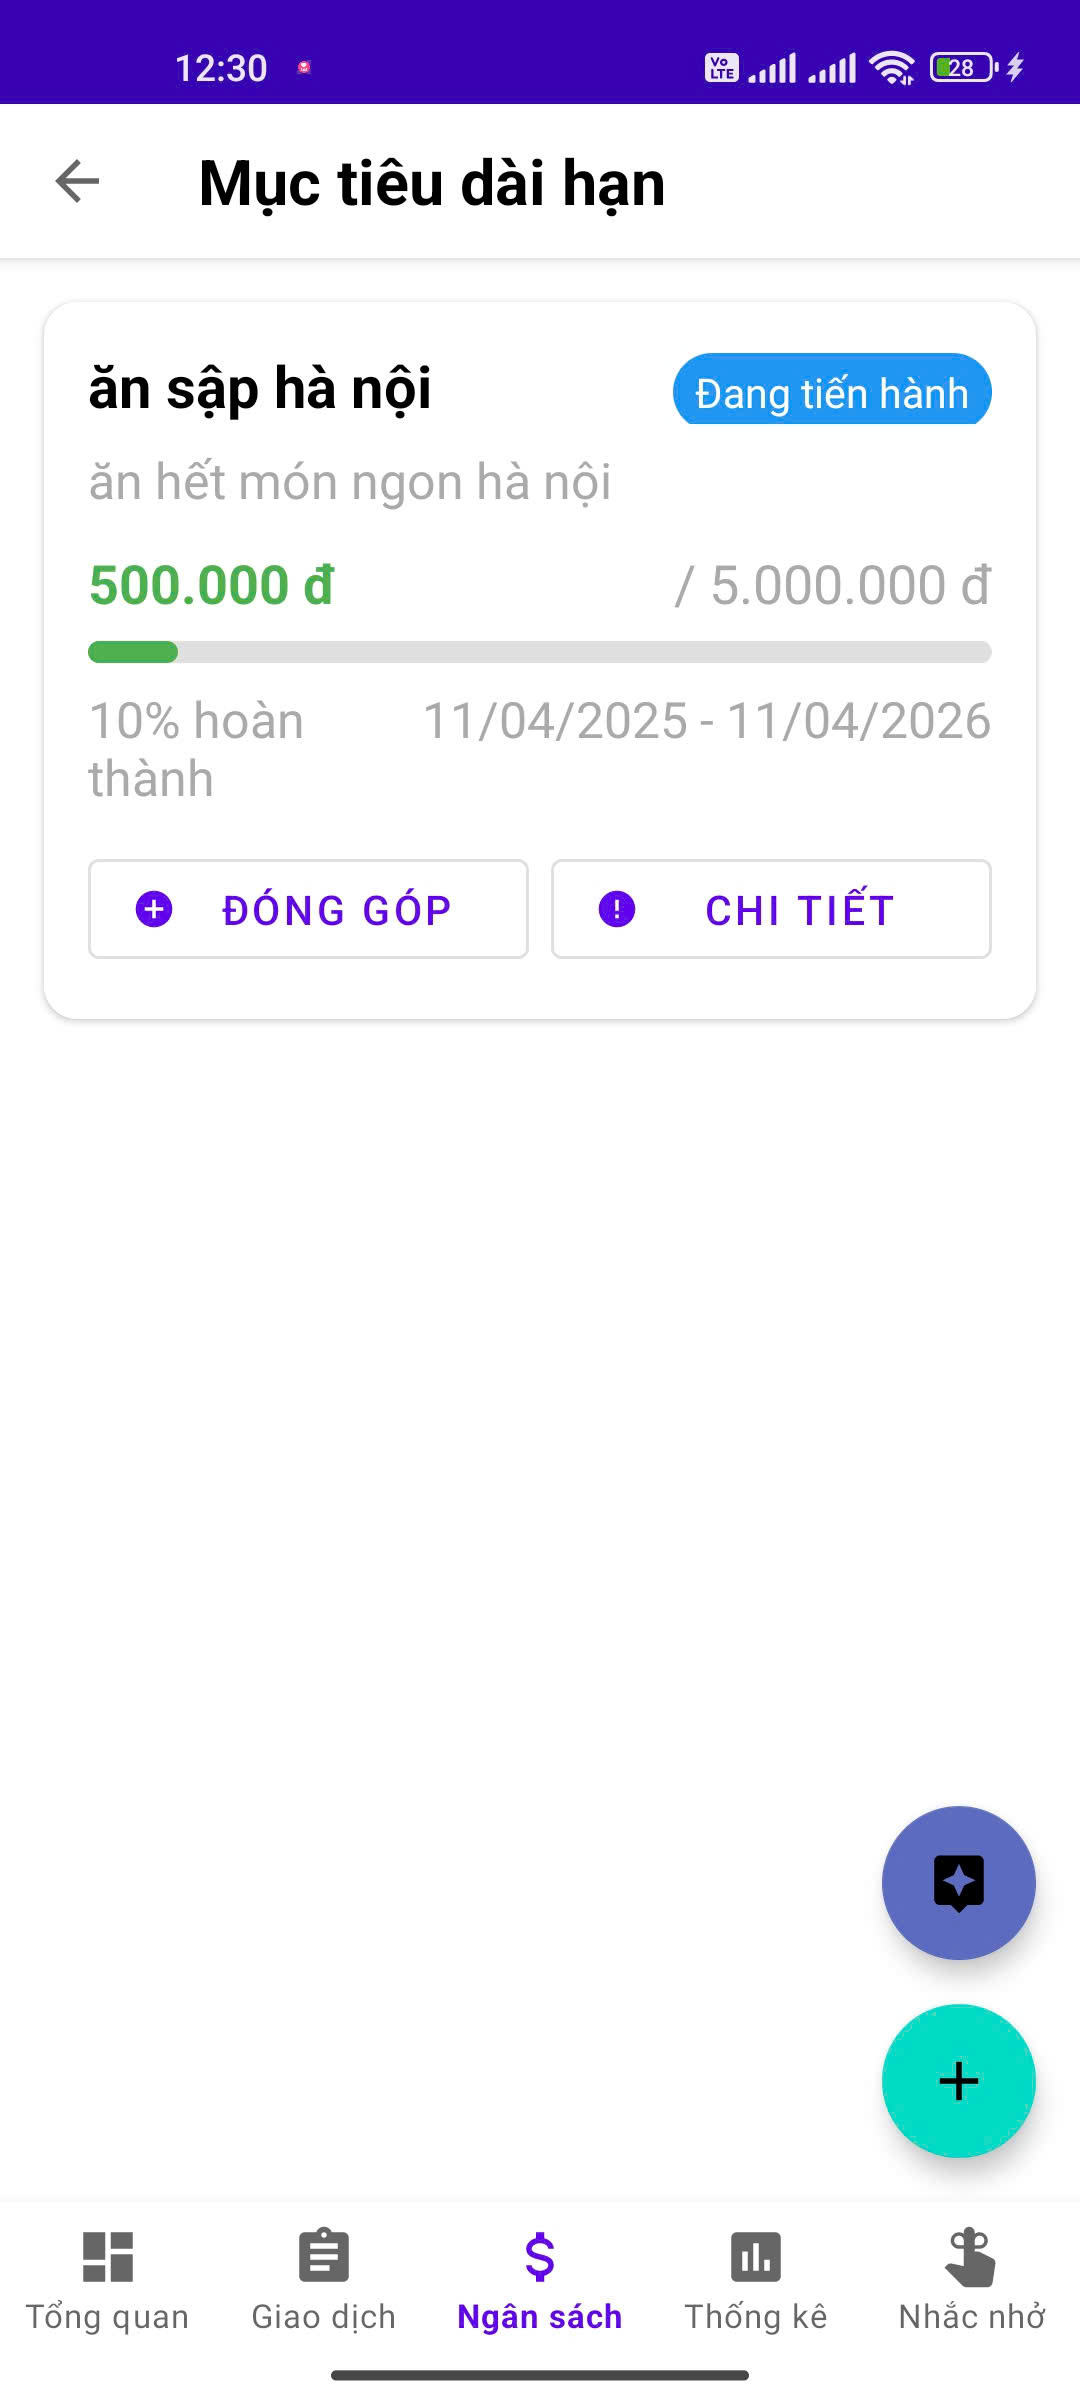 12:30
Vo LTE
28
Mục tiêu dài hạn
ăn sập hà nội
Đang tiến hành
ăn hết món ngon hà nội
500.000 đ
/ 5.000.000 đ
10% hoàn thành
11/04/2025 - 11/04/2026
ĐÓNG GÓP
CHI TIẾT
Tổng quan
Giao dịch
Ngân sách
Thống kê
Nhắc nhở